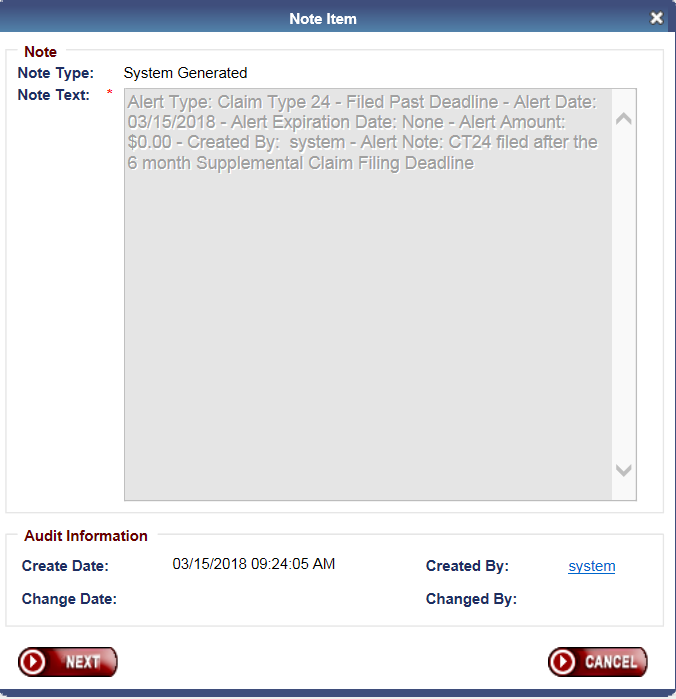 Note Item
Note
Note Type: System Generated
Note Text: *
Alert Type: Claim Type 24 - Filed Past Deadline - Alert Date:
03/15/2018 - Alert Expiration Date: None - Alert Amount:
$0.00 - Created By:  system - Alert Note: CT24 filed after the
6 month Supplemental Claim Filing Deadline
Audit Information
Create Date: 03/15/2018 09:24:05 AM Created By: system
Change Date: Changed By:
NEXT CANCEL